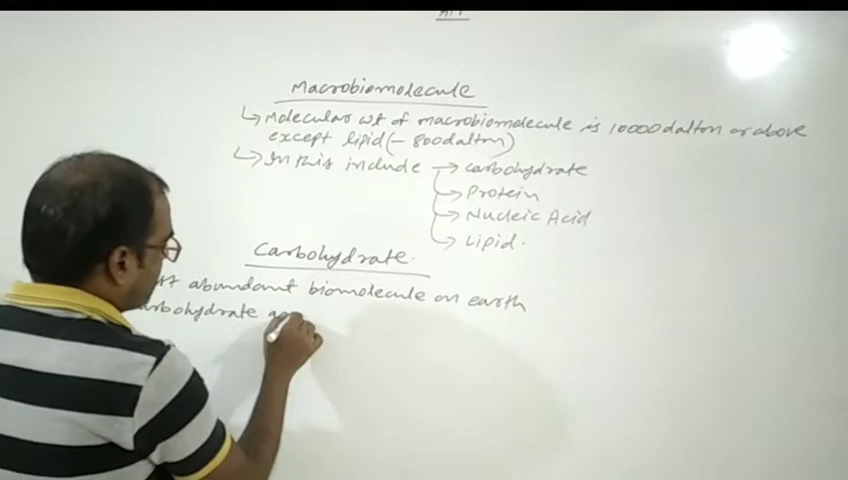 Macrobiomolecule
↳ Molecular wt of macrobiomolecule is 10000 dalton or above
except lipid (- 800 dalton)
↳ In this include → Carbohydrate
→ Protein
→ Nucleic Acid
→ Lipid.
Carbohydrate.
abundant biomolecule on earth